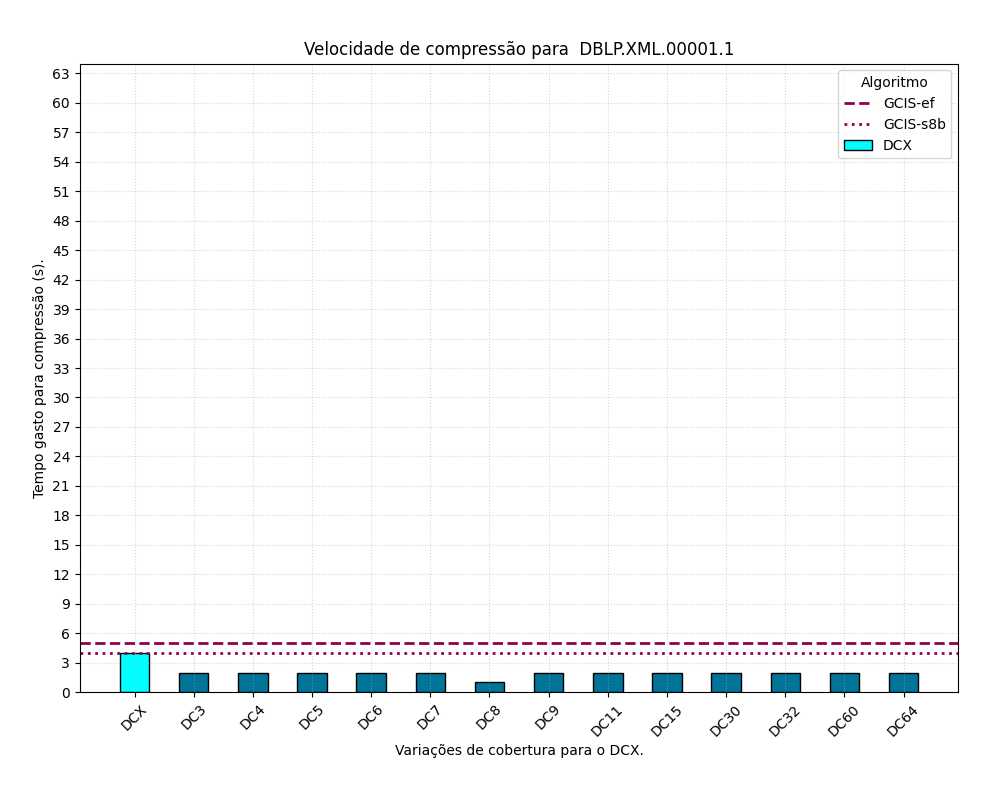 Velocidade de compressão para  DBLP.XML.00001.1
Algoritmo
GCIS-ef
GCIS-s8b
DCX
Tempo gasto para compressão (s).
63
60
57
54
51
48
45
42
39
36
33
30
27
24
21
18
15
12
9
6
3
0
DCX
DC3
DC4
DC5
DC6
DC7
DC8
DC9
DC11
DC15
DC30
DC32
DC60
DC64
Variações de cobertura para o DCX.